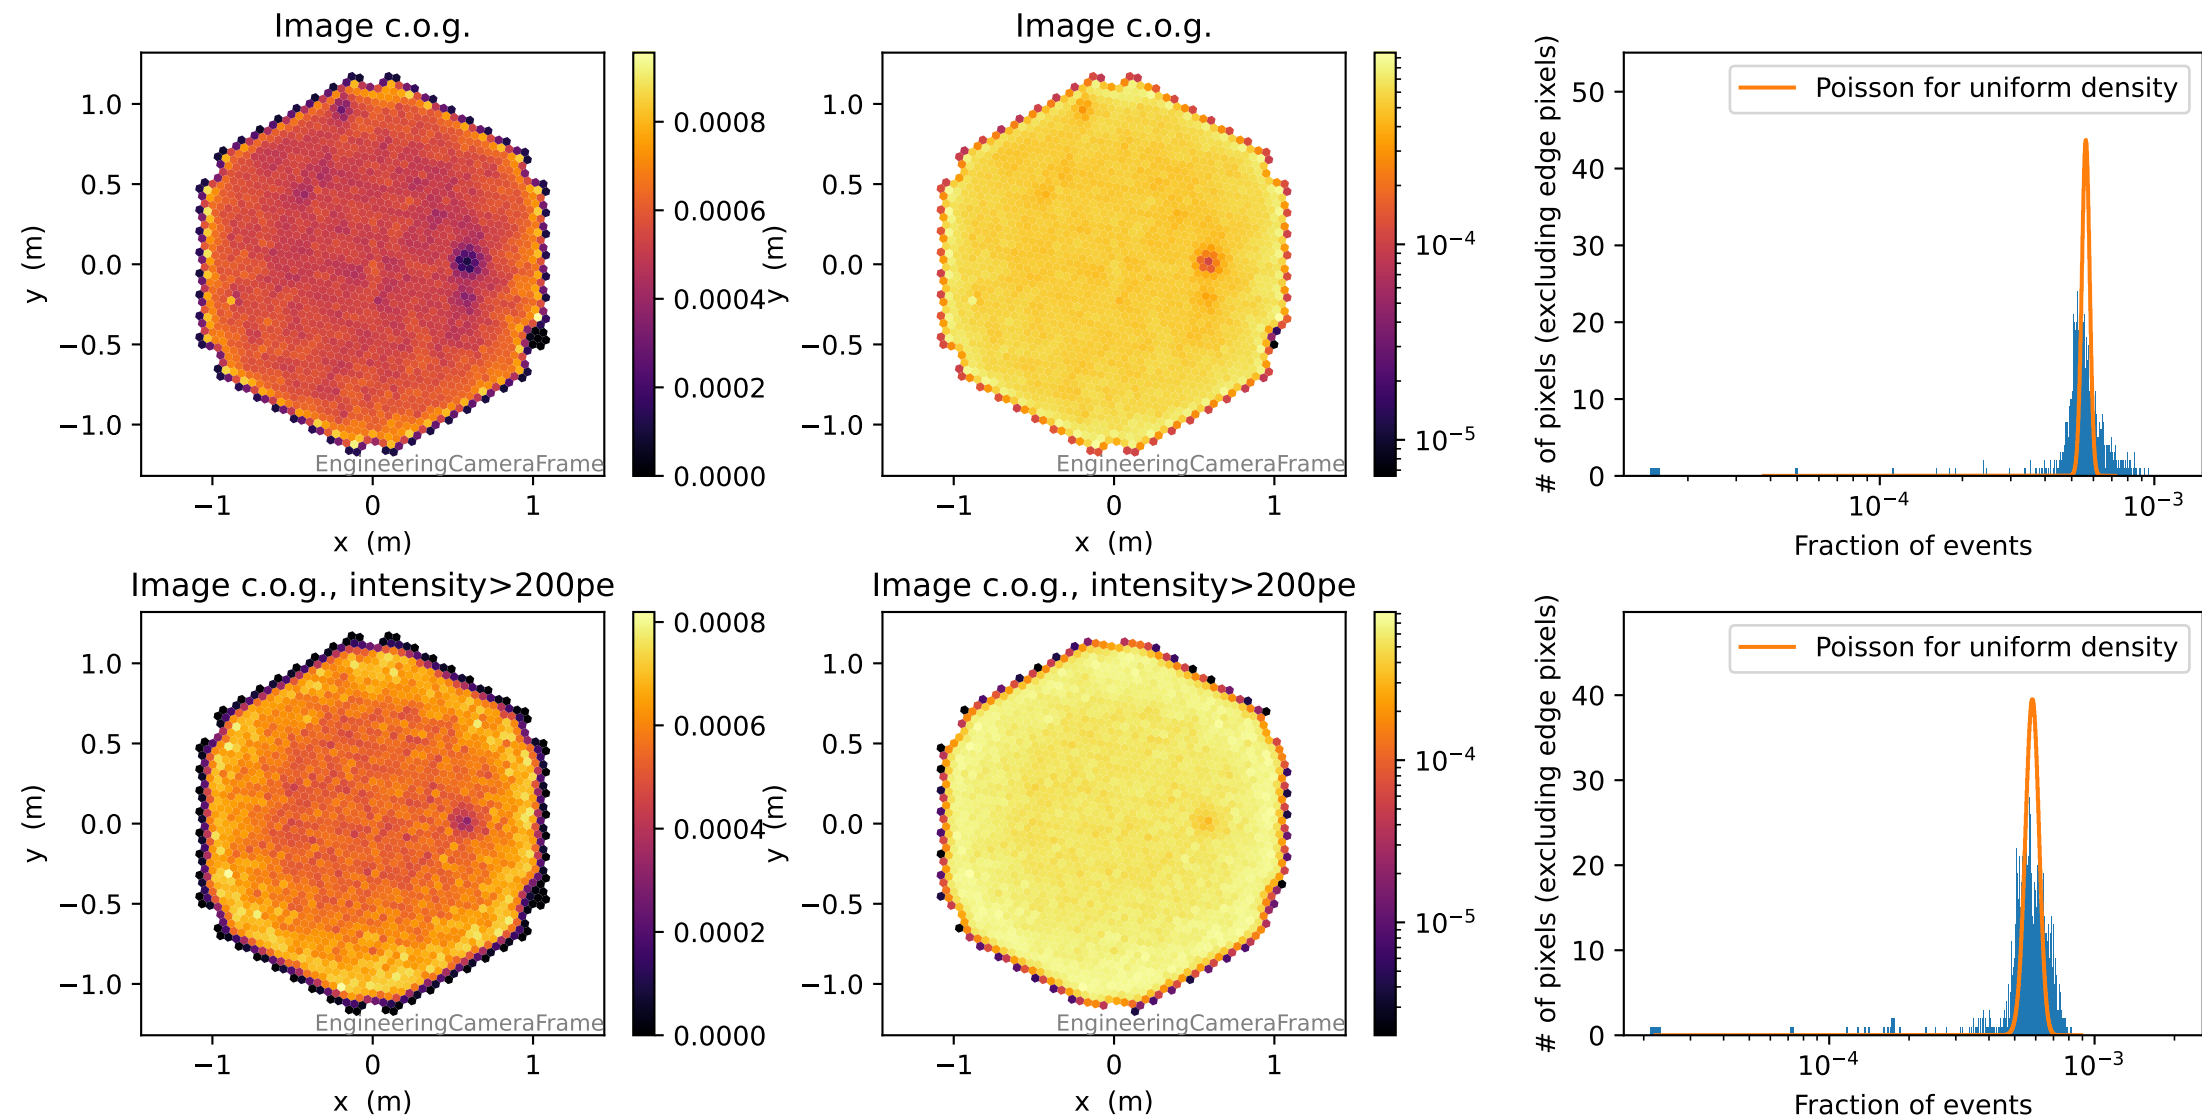 Image c.o.g.
1.0
0.5
0.0
−0.5
−1.0
y (m)
−1 0 1
x (m)
EngineeringCameraFrame
0.0008
0.0006
0.0004
0.0002
0.0000
Image c.o.g.
1.0
0.5
0.0
−0.5
−1.0
y (m)
−1 0 1
x (m)
EngineeringCameraFrame
10⁻⁴
10⁻⁵
Poisson for uniform density
50
40
30
20
10
0
# of pixels (excluding edge pixels)
10⁻⁴ 10⁻³
Fraction of events
Image c.o.g., intensity>200pe
1.0
0.5
0.0
−0.5
−1.0
y (m)
−1 0 1
x (m)
EngineeringCameraFrame
0.0008
0.0006
0.0004
0.0002
0.0000
Image c.o.g., intensity>200pe
1.0
0.5
0.0
−0.5
−1.0
y (m)
−1 0 1
x (m)
EngineeringCameraFrame
10⁻⁴
10⁻⁵
Poisson for uniform density
40
30
20
10
0
# of pixels (excluding edge pixels)
10⁻⁴ 10⁻³
Fraction of events